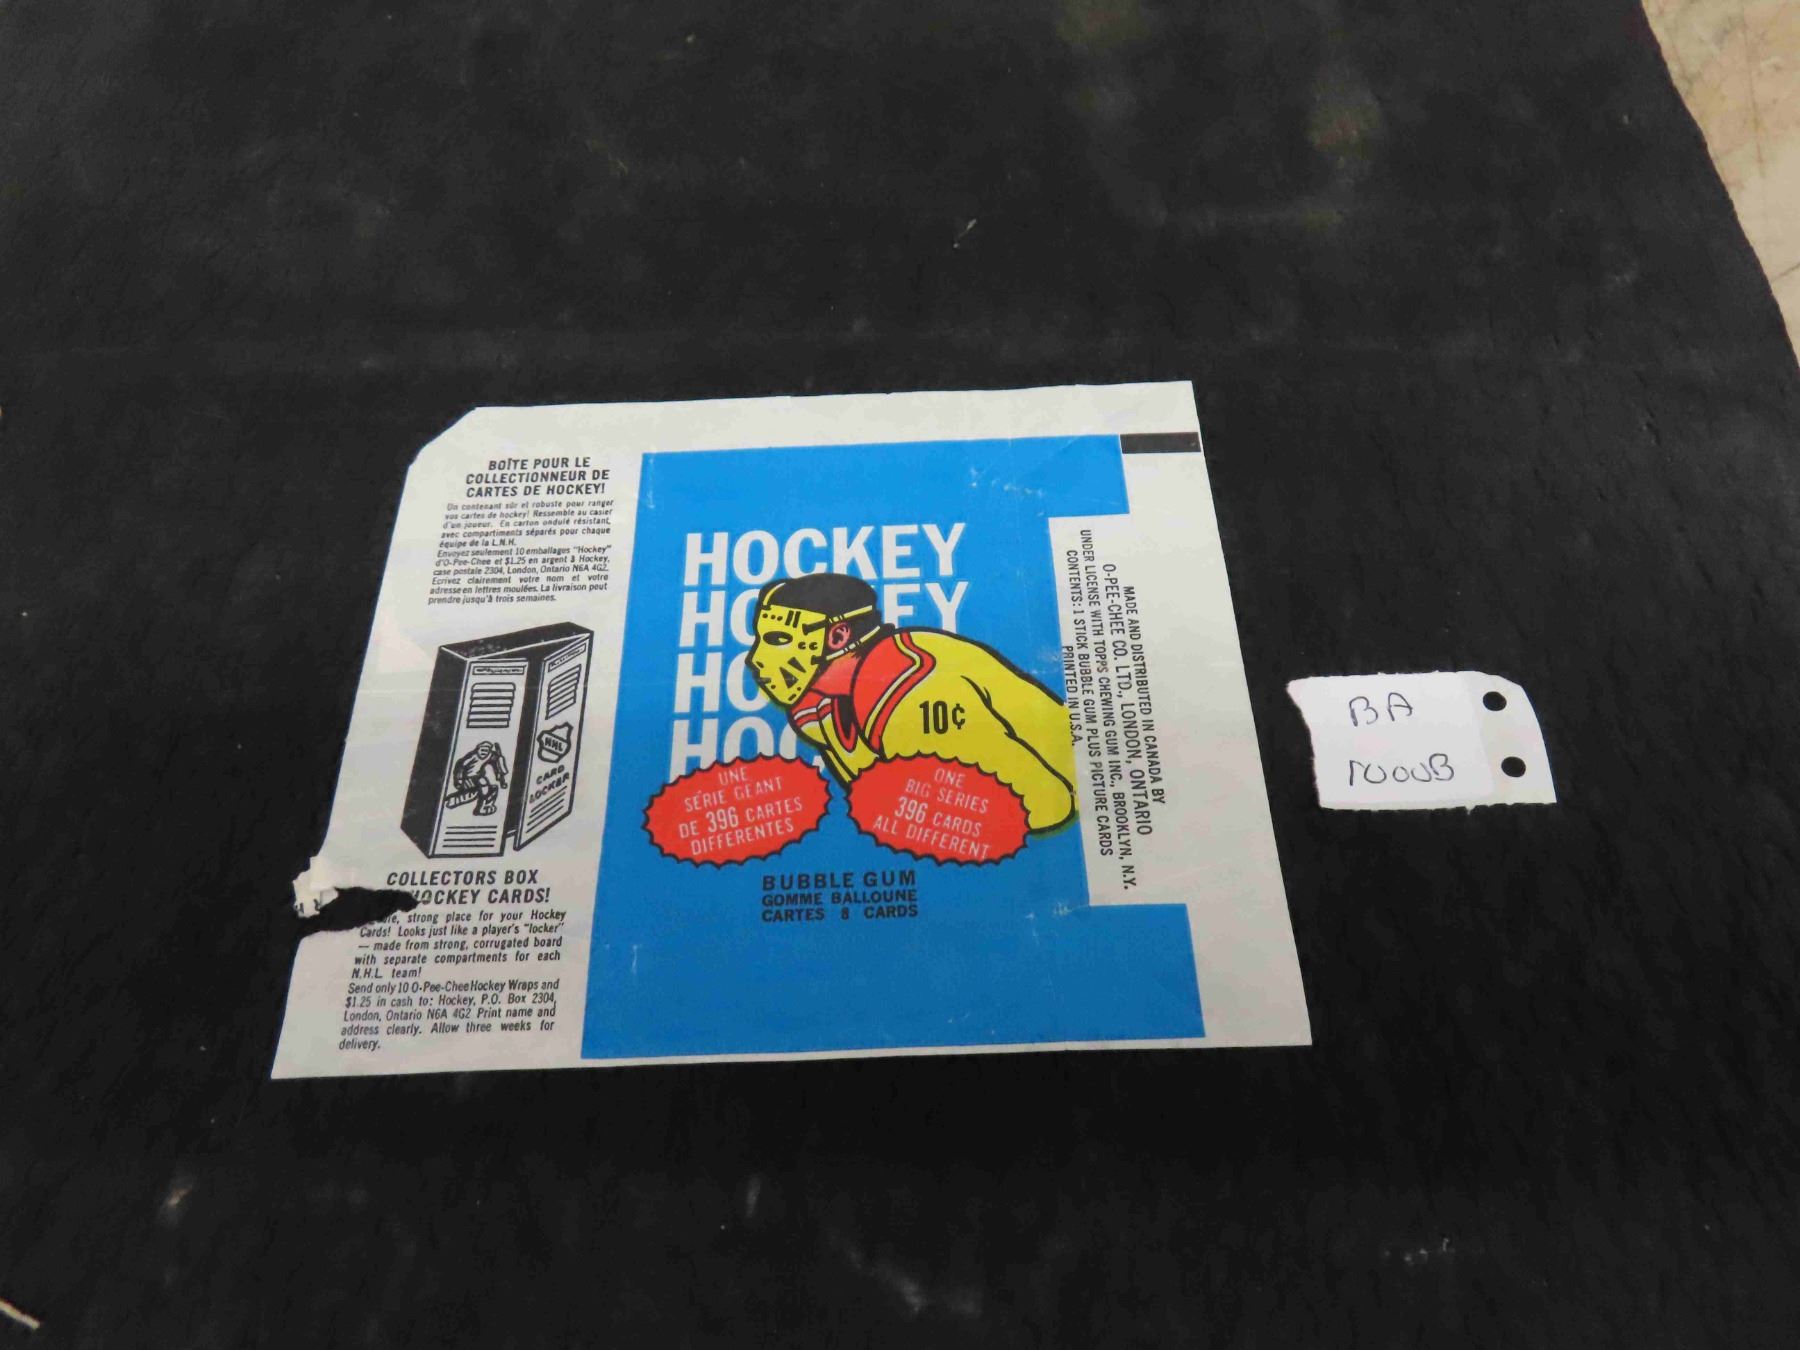 BOÎTE POUR LE
COLLECTIONNEUR DE
CARTES DE HOCKEY!
Un contenant sûr et robuste pour ranger
vos cartes de hockey! Ressemble au casier
d'un joueur. En carton ondulé résistant,
avec compartiments séparés pour chaque
équipe de la L.N.H.
Envoyez seulement 10 emballages "Hockey"
d'O-Pee-Chee et $1.25 en argent à Hockey,
case postale 2304, London, Ontario N6A 4G2.
Ecrivez clairement votre nom et votre
adresse en lettres moulées. La livraison peut
prendre jusqu'à trois semaines.
NHL
CARD
LOCKER
COLLECTORS BOX
HOCKEY CARDS!
strong place for your Hockey
Cards! Looks just like a player's "locker"
— made from strong, corrugated board
with separate compartments for each
N.H.L. team!
Send only 10 O-Pee-Chee Hockey Wraps and
$1.25 in cash to: Hockey, P.O. Box 2304,
London, Ontario N6A 4G2 Print name and
address clearly. Allow three weeks for
delivery.
HOCKEY
HO EY
HO
HOC
10¢
UNE
SÉRIE GÉANT
DE 396 CARTES
DIFFERENTES
ONE
BIG SERIES
396 CARDS
ALL DIFFERENT
BUBBLE GUM
GOMME BALLOUNE
CARTES 8 CARDS
MADE AND DISTRIBUTED IN CANADA BY
O-PEE-CHEE CO. LTD., LONDON, ONTARIO
UNDER LICENSE WITH TOPPS CHEWING GUM INC., BROOKLYN, N.Y.
CONTENTS: 1 STICK BUBBLE GUM PLUS PICTURE CARDS
PRINTED IN U.S.A.
BA